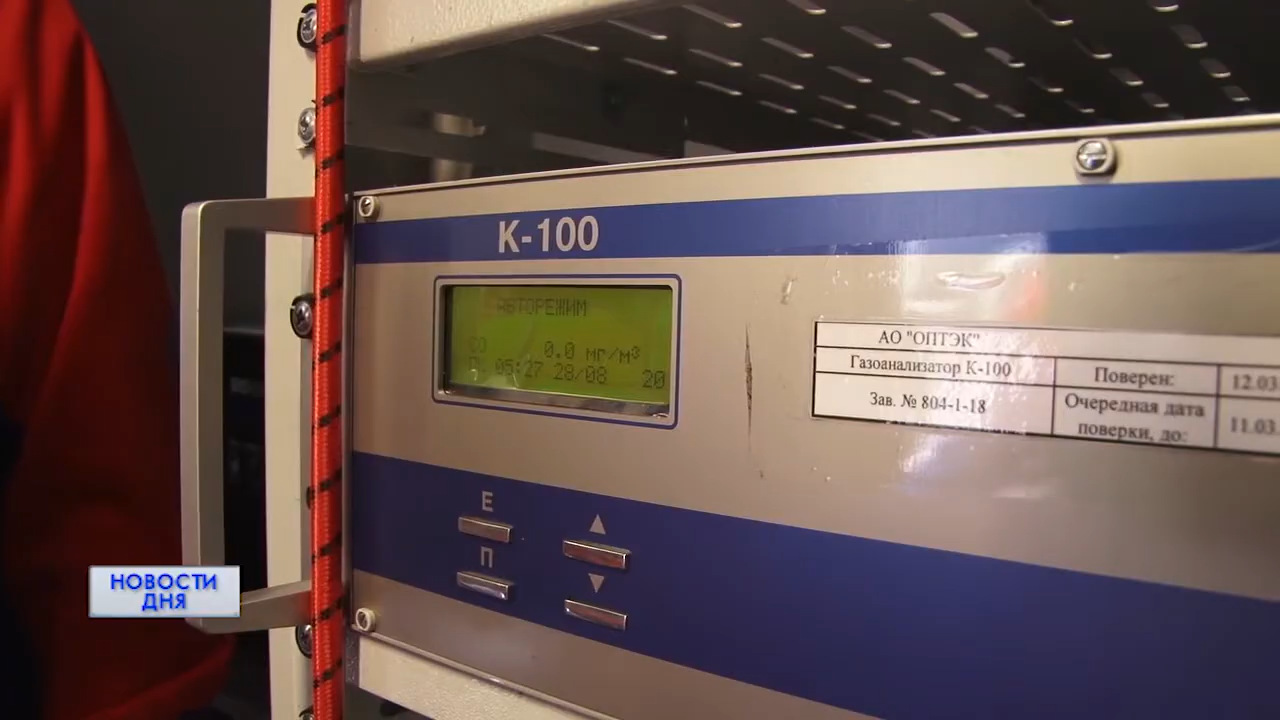 К-100
АВТОРЕЖИМ
CO 0.0 мг/м³
П 05:27 28/08 20
АО "ОПТЭК"
Газоанализатор К-100
Поверен: 12.03
Зав. № 804-1-18
Очередная дата
поверки, до: 11.03.
Е
П
НОВОСТИ
ДНЯ